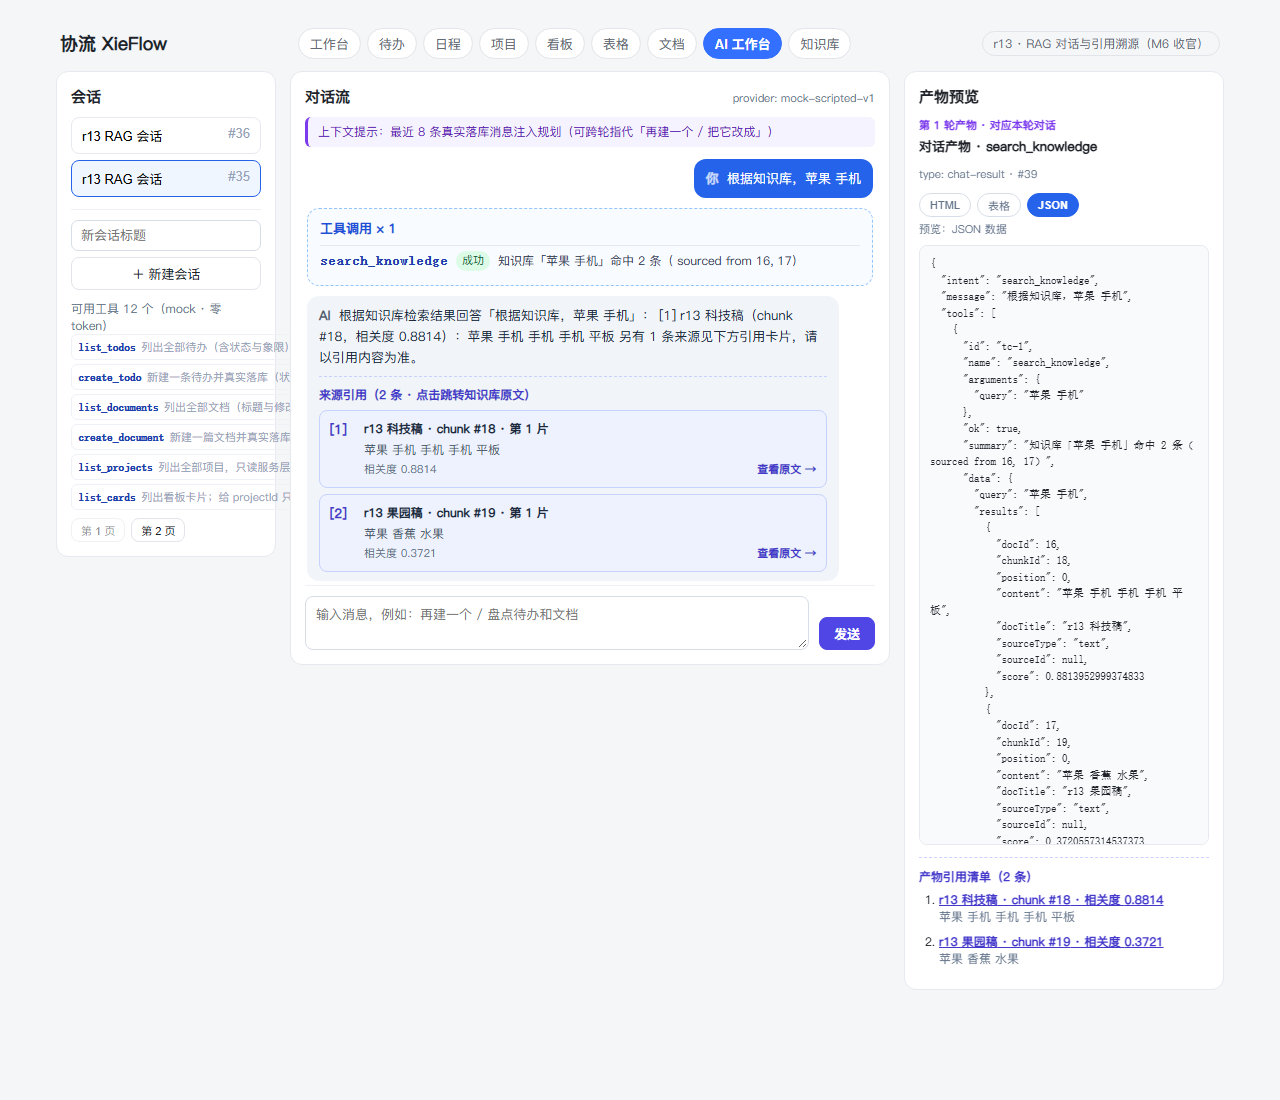 协流 XieFlow
工作台 待办 日程 项目 看板 表格 文档 AI 工作台 知识库
r13 · RAG 对话与引用溯源（M6 收官）
会话
r13 RAG 会话 #36
r13 RAG 会话 #35
新会话标题
＋ 新建会话
可用工具 12 个（mock · 零
token）
list_todos 列出全部待办（含状态与象限）
create_todo 新建一条待办并真实落库（状
list_documents 列出全部文档（标题与修改
create_document 新建一篇文档并真实落库
list_projects 列出全部项目，只读服务层
list_cards 列出看板卡片；给 projectId 只
第 1 页 第 2 页
对话流
provider: mock-scripted-v1
上下文提示：最近 8 条真实落库消息注入规划（可跨轮指代「再建一个 / 把它改成」）
你 根据知识库，苹果 手机
工具调用 × 1
search_knowledge 成功 知识库「苹果 手机」命中 2 条（ sourced from 16, 17）
AI 根据知识库检索结果回答「根据知识库，苹果 手机」： [1] r13 科技稿（chunk
#18，相关度 0.8814）： 苹果 手机 手机 手机 平板 另有 1 条来源见下方引用卡片，请
以引用内容为准。
来源引用（2 条 · 点击跳转知识库原文）
[1] r13 科技稿 · chunk #18 · 第 1 片
苹果 手机 手机 手机 平板
相关度 0.8814 查看原文 →
[2] r13 果园稿 · chunk #19 · 第 1 片
苹果 香蕉 水果
相关度 0.3721 查看原文 →
输入消息，例如：再建一个 / 盘点待办和文档
发送
产物预览
第 1 轮产物 · 对应本轮对话
对话产物 · search_knowledge
type: chat-result · #39
HTML 表格 JSON
预览：JSON 数据
{
"intent": "search_knowledge",
"message": "根据知识库，苹果 手机",
"tools": [
{
"id": "tc-1",
"name": "search_knowledge",
"arguments": {
"query": "苹果 手机"
},
"ok": true,
"summary": "知识库「苹果 手机」命中 2 条（
sourced from 16, 17）",
"data": {
"query": "苹果 手机",
"results": [
{
"docId": 16,
"chunkId": 18,
"position": 0,
"content": "苹果 手机 手机 手机 平
板",
"docTitle": "r13 科技稿",
"sourceType": "text",
"sourceId": null,
"score": 0.8813952999374833
},
{
"docId": 17,
"chunkId": 19,
"position": 0,
"content": "苹果 香蕉 水果",
"docTitle": "r13 果园稿",
"sourceType": "text",
"sourceId": null,
"score": 0.3720557314537373
产物引用清单（2 条）
1. r13 科技稿 · chunk #18 · 相关度 0.8814
苹果 手机 手机 手机 平板
2. r13 果园稿 · chunk #19 · 相关度 0.3721
苹果 香蕉 水果